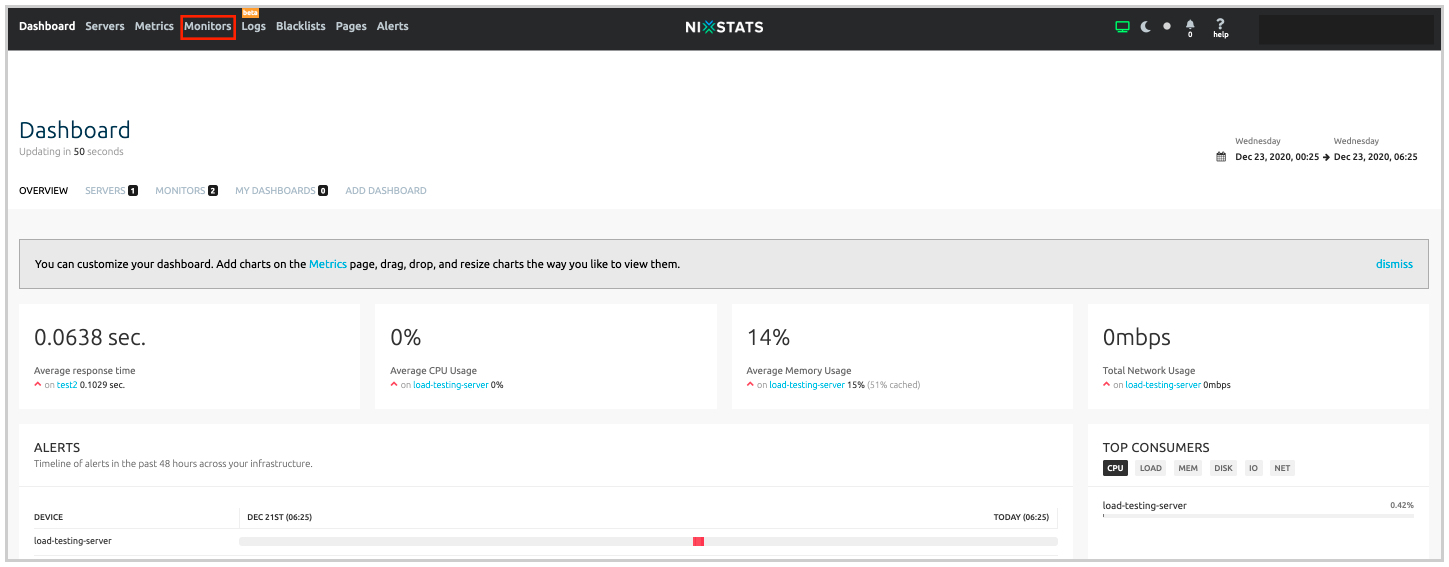 beta
Dashboard Servers Metrics Monitors Logs Blacklists Pages Alerts NIXSTATS 0 ? help
Dashboard
Updating in 50 seconds
Wednesday Wednesday
Dec 23, 2020, 00:25 → Dec 23, 2020, 06:25
OVERVIEW SERVERS 1 MONITORS 2 MY DASHBOARDS 0 ADD DASHBOARD
You can customize your dashboard. Add charts on the Metrics page, drag, drop, and resize charts the way you like to view them. dismiss
0.0638 sec. 0% 14% 0mbps
Average response time Average CPU Usage Average Memory Usage Total Network Usage
on test2 0.1029 sec. on load-testing-server 0% on load-testing-server 15% (51% cached) on load-testing-server 0mbps
ALERTS
Timeline of alerts in the past 48 hours across your infrastructure.
TOP CONSUMERS
CPU LOAD MEM DISK IO NET
DEVICE DEC 21ST (06:25) TODAY (06:25)
load-testing-server
load-testing-server 0.42%